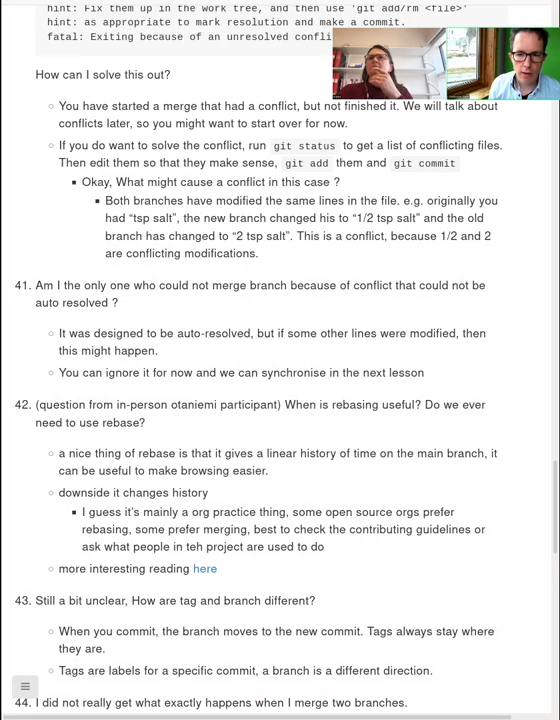 hint: Fix them up in the work tree, and then use 'git add/rm <file>'
hint: as appropriate to mark resolution and make a commit.
fatal: Exiting because of an unresolved confli
How can I solve this out?
You have started a merge that had a conflict, but not finished it. We will talk about
conflicts later, so you might want to start over for now.
If you do want to solve the conflict, run git status to get a list of conflicting files.
Then edit them so that they make sense, git add them and git commit
Okay, What might cause a conflict in this case ?
Both branches have modified the same lines in the file. e.g. originally you
had “tsp salt”, the new branch changed his to “1/2 tsp salt” and the old
branch has changed to “2 tsp salt”. This is a conflict, because 1/2 and 2
are conflicting modifications.
41. Am I the only one who could not merge branch because of conflict that could not be
auto resolved ?
It was designed to be auto-resolved, but if some other lines were modified, then
this might happen.
You can ignore it for now and we can synchronise in the next lesson
42. (question from in-person otaniemi participant) When is rebasing useful? Do we ever
need to use rebase?
a nice thing of rebase is that it gives a linear history of time on the main branch, it
can be useful to make browsing easier.
downside it changes history
I guess it’s mainly a org practice thing, some open source orgs prefer
rebasing, some prefer merging, best to check the contributing guidelines or
ask what people in teh project are used to do
more interesting reading here
43. Still a bit unclear, How are tag and branch different?
When you commit, the branch moves to the new commit. Tags always stay where
they are.
Tags are labels for a specific commit, a branch is a different direction.
44. I did not really get what exactly happens when I merge two branches.